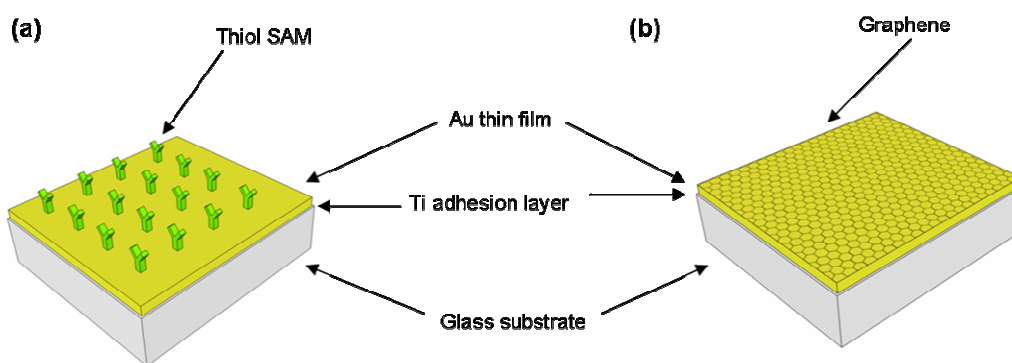 (a)
Thiol SAM
(b)
Graphene
Au thin film
Ti adhesion layer
Glass substrate